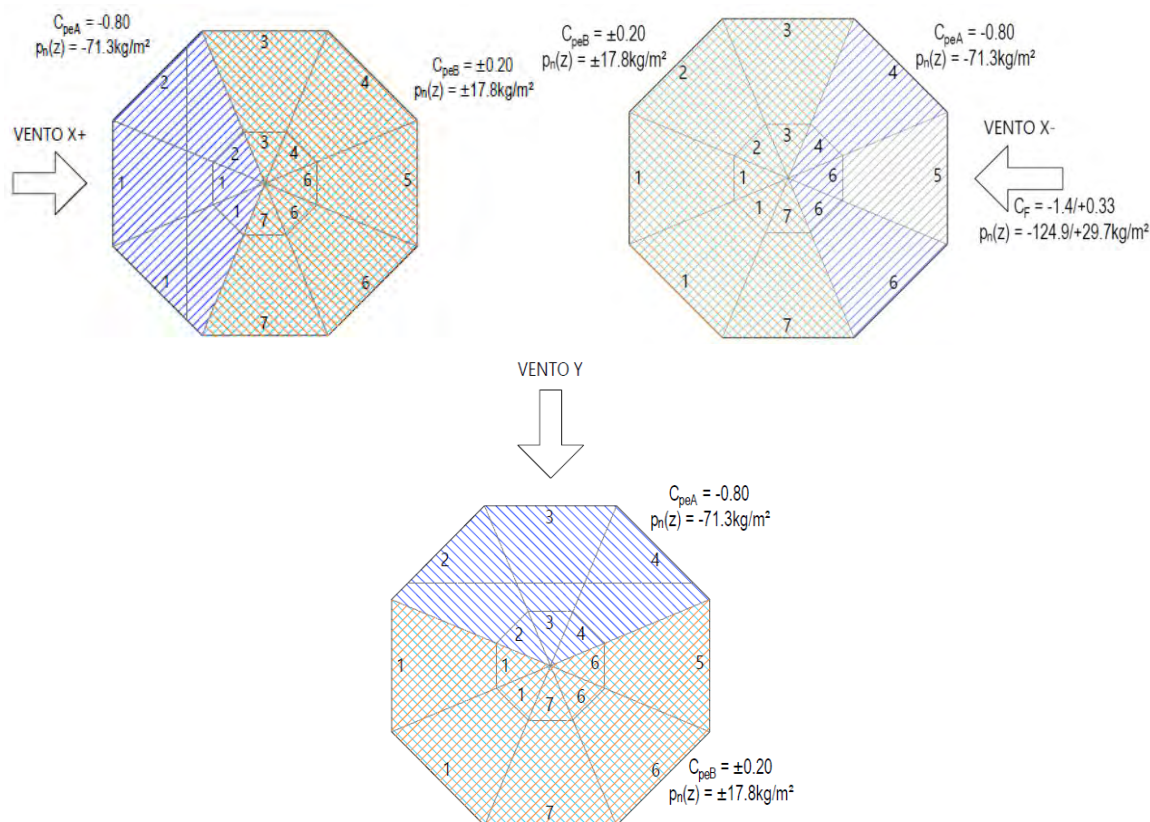 CpeA = -0.80
pn(z) = -71.3kg/m²
3
2
4
CpeB = ±0.20
pn(z) = ±17.8kg/m²
VENTO X+
3
2
4
1
1
6
5
1
6
7
1
6
7
CpeB = ±0.20
pn(z) = ±17.8kg/m²
3
CpeA = -0.80
pn(z) = -71.3kg/m²
2
4
VENTO X-
3
2
4
1
1
6
5
1
6
7
CF = -1.4/+0.33
pn(z) = -124.9/+29.7kg/m²
1
6
7
VENTO Y
CpeA = -0.80
pn(z) = -71.3kg/m²
3
2
4
3
2
4
1
1
6
5
1
6
7
1
6
CpeB = ±0.20
pn(z) = ±17.8kg/m²
7